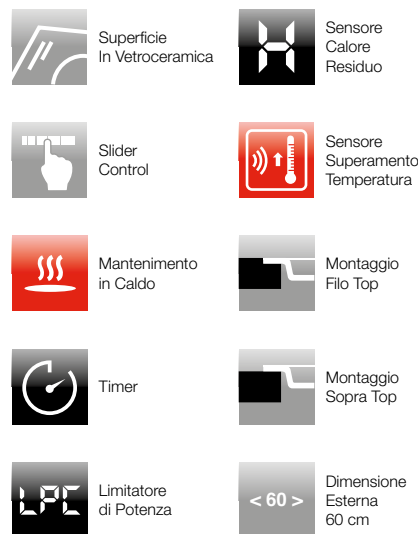 Superficie
In Vetroceramica
H
Sensore
Calore
Residuo
Slider
Control
Sensore
Superamento
Temperatura
Mantenimento
in Caldo
Montaggio
Filo Top
Timer
Montaggio
Sopra Top
LPC
Limitatore
di Potenza
< 60 >
Dimensione
Esterna
60 cm